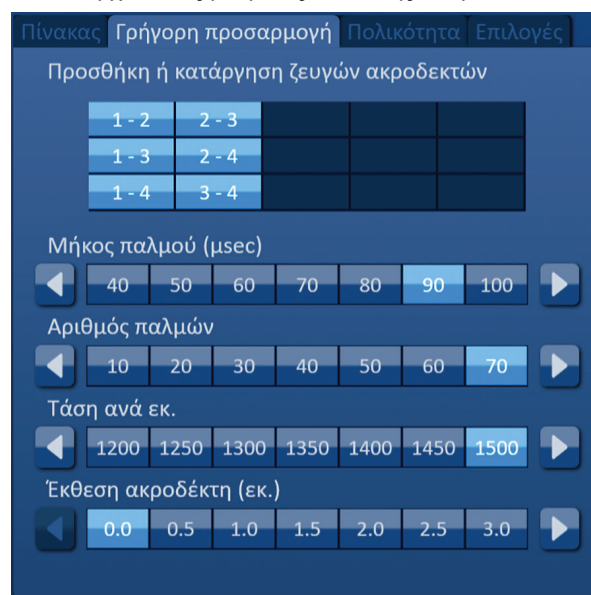 Πίνακας Γρήγορη προσαρμογή Πολικότητα Επιλογές
Προσθήκη ή κατάργηση ζευγών ακροδεκτών
1 - 2 2 - 3
1 - 3 2 - 4
1 - 4 3 - 4
Μήκος παλμού (μsec)
40 50 60 70 80 90 100
Αριθμός παλμών
10 20 30 40 50 60 70
Τάση ανά εκ.
1200 1250 1300 1350 1400 1450 1500
Έκθεση ακροδέκτη (εκ.)
0.0 0.5 1.0 1.5 2.0 2.5 3.0